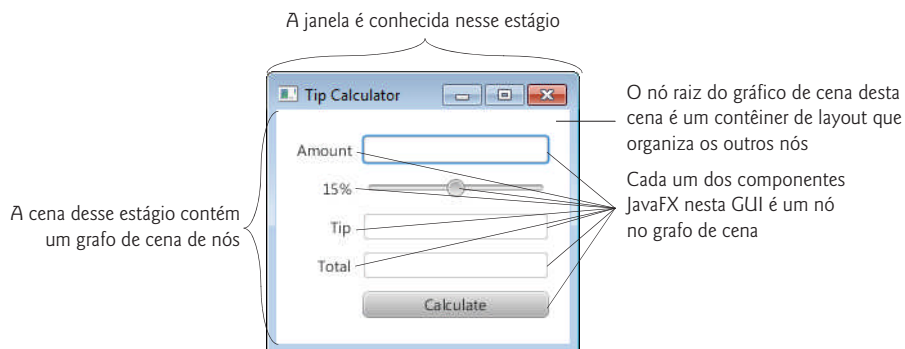 A janela é conhecida nesse estágio
Tip Calculator
O nó raiz do gráfico de cena desta
cena é um contêiner de layout que
organiza os outros nós
Amount
15%
Cada um dos componentes
JavaFX nesta GUI é um nó
no grafo de cena
A cena desse estágio contém
um grafo de cena de nós
Tip
Total
Calculate